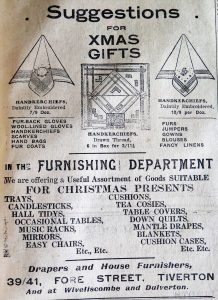 Suggestions
FOR
XMAS
GIFTS
HANDKERCHIEFS,
Daintily Embroidered
7/9 Doz.
FUR-BACK GLOVES
WOOL-LINED GLOVES
HANDKERCHIEFS
SCARVES
HAND BAGS
FUR COATS
HANDKERCHIEFS,
Drawn Thread,
6 in Box for 3/11½
HANDKERCHIEFS,
Daintily Embroidered,
10/9 per Doz.
FURS
JUMPERS
GOWNS
BLOUSES
FANCY LINENS
IN THE FURNISHING DEPARTMENT
We are offering a Useful Assortment of Goods SUITABLE
FOR CHRISTMAS PRESENTS
TRAYS,
CANDLESTICKS,
HALL TIDYS,
OCCASIONAL TABLES,
MUSIC RACKS,
MIRRORS,
EASY CHAIRS,
Etc., Etc.
CUSHIONS,
TEA COSIES,
TABLE COVERS,
DOWN QUILTS,
MANTLE DRAPES,
BLANKETS,
CUSHION CASES,
Etc., Etc.
Drapers and House Furnishers,
39/41, FORE STREET, TIVERTON
And at Wiveliscombe and Dulverton.